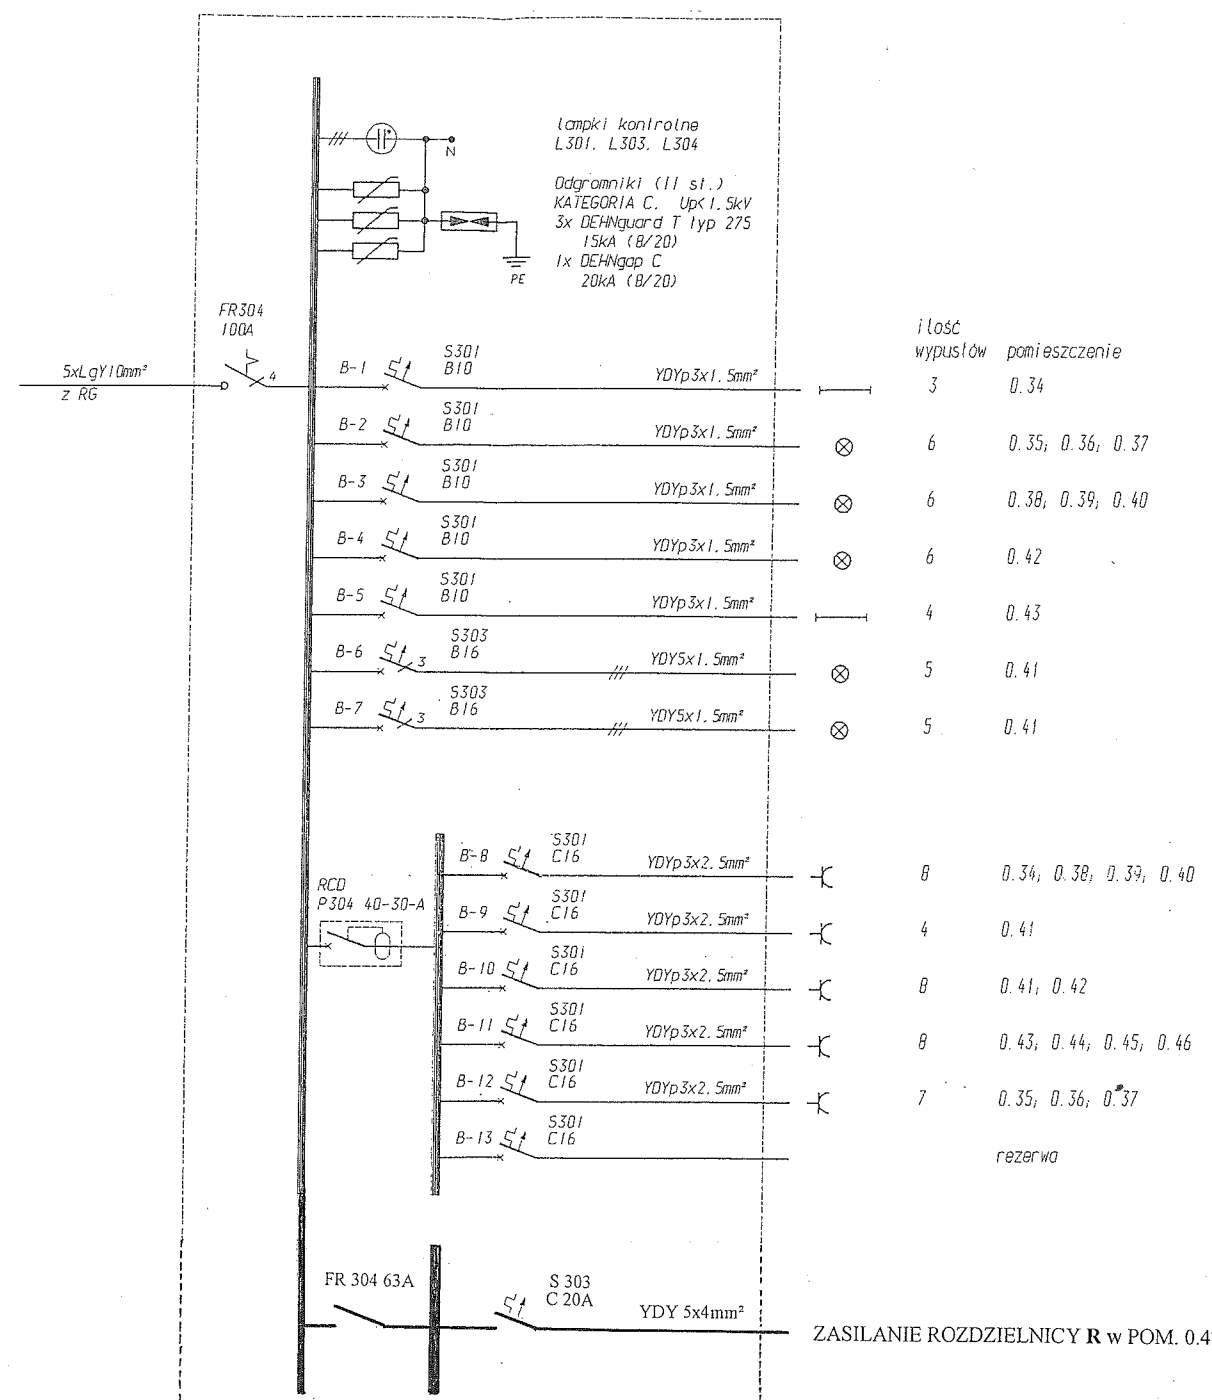 lampki kontrolne
L301, L303, L304
N
Odgromniki (II st.)
KATEGORIA C, Up<1.5kV
3x DEHNguard T typ 275
15kA (8/20)
1x DEHNgap C
20kA (8/20)
PE
FR304
100A
4
5xLgY10mm²
z RG
ilość
wypustów pomieszczenie
B-1 S301 B10 YDYp3x1.5mm² 3 0.34
B-2 S301 B10 YDYp3x1.5mm² 6 0.35; 0.36; 0.37
B-3 S301 B10 YDYp3x1.5mm² 6 0.38; 0.39; 0.40
B-4 S301 B10 YDYp3x1.5mm² 6 0.42
B-5 S301 B10 YDYp3x1.5mm² 4 0.43
B-6 3 S303 B16 YDY5x1.5mm² 5 0.41
B-7 3 S303 B16 YDY5x1.5mm² 5 0.41
RCD
P304 40-30-A
B-8 S301 C16 YDYp3x2.5mm² 8 0.34; 0.38; 0.39; 0.40
B-9 S301 C16 YDYp3x2.5mm² 4 0.41
B-10 S301 C16 YDYp3x2.5mm² 8 0.41; 0.42
B-11 S301 C16 YDYp3x2.5mm² 8 0.43; 0.44; 0.45; 0.46
B-12 S301 C16 YDYp3x2.5mm² 7 0.35; 0.36; 0.37
B-13 S301 C16 rezerwa
FR 304 63A
S 303
C 20A
YDY 5x4mm²
ZASILANIE ROZDZIELNICY R w POM. 0.4